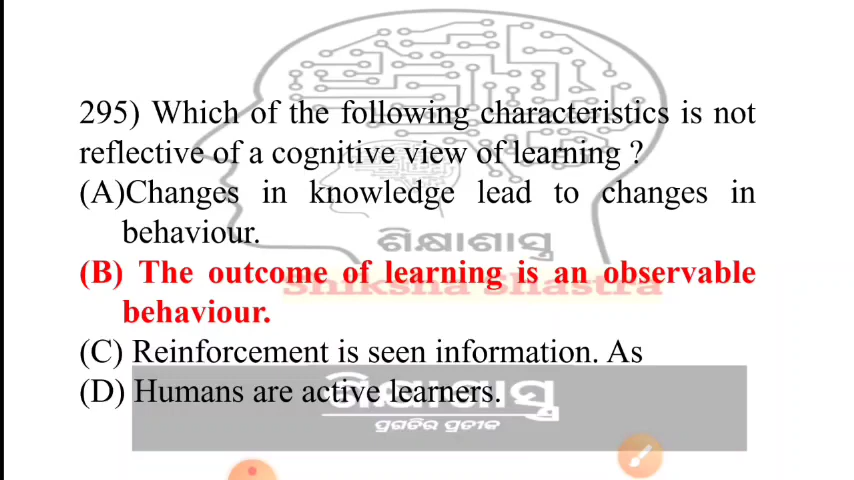 295) Which of the following characteristics is not
reflective of a cognitive view of learning ?
(A)Changes in knowledge lead to changes in
behaviour.
ଶିକ୍ଷାଶାସ୍ତ୍ର
(B) The outcome of learning is an observable
Shiksha Shastra
behaviour.
(C) Reinforcement is seen information. As
(D) Humans are active learners.
ଶିକ୍ଷାଶାସ୍ତ୍ର
ପ୍ରଗତିର ପ୍ରତୀକ